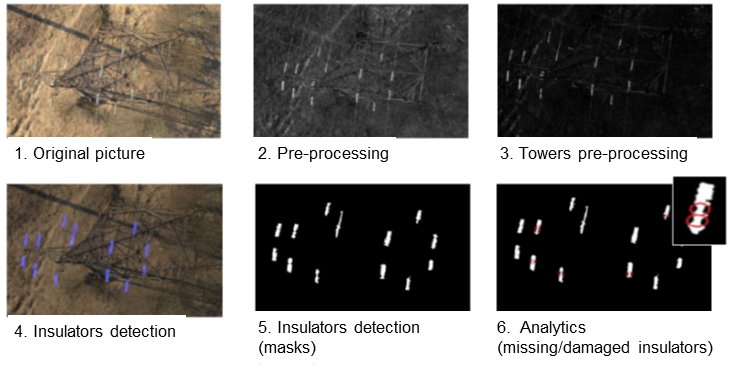 1. Original picture
2. Pre-processing
3. Towers pre-processing
4. Insulators detection
5. Insulators detection
(masks)
6. Analytics
(missing/damaged insulators)